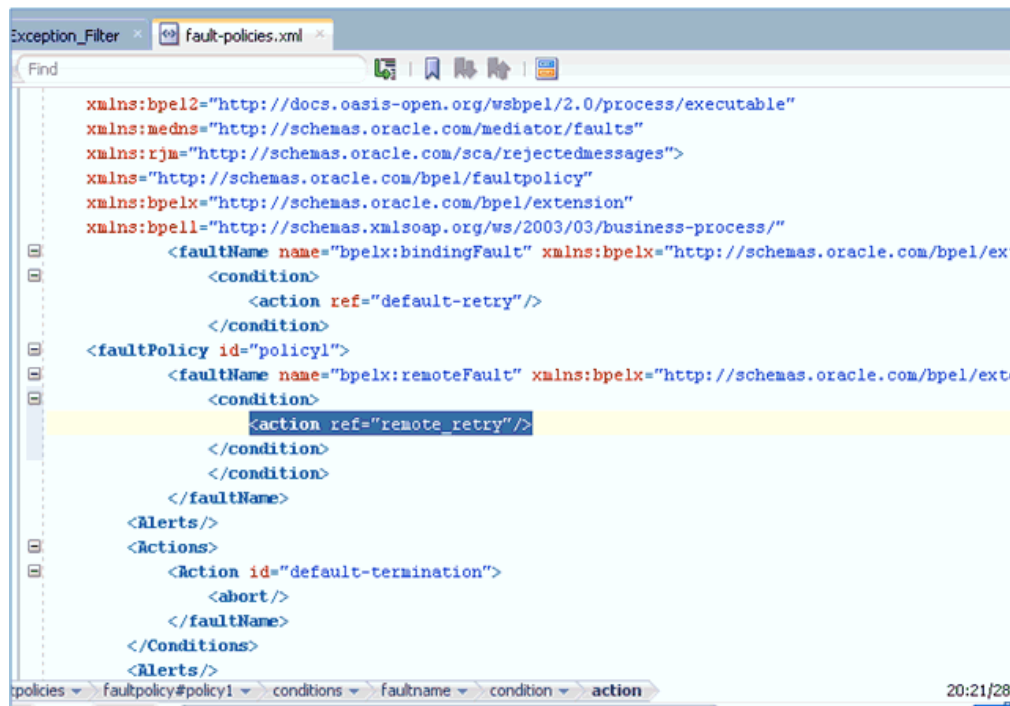 Exception_Filter × fault-policies.xml ×
Find
xmlns:bpel2="http://docs.oasis-open.org/wsbpel/2.0/process/executable"
xmlns:medns="http://schemas.oracle.com/mediator/faults"
xmlns:rjm="http://schemas.oracle.com/sca/rejectedmessages">
xmlns="http://schemas.oracle.com/bpel/faultpolicy"
xmlns:bpelx="http://schemas.oracle.com/bpel/extension"
xmlns:bpell="http://schemas.xmlsoap.org/ws/2003/03/business-process/"
<faultName name="bpelx:bindingFault" xmlns:bpelx="http://schemas.oracle.com/bpel/ex
<condition>
<action ref="default-retry"/>
</condition>
<faultPolicy id="policy1">
<faultName name="bpelx:remoteFault" xmlns:bpelx="http://schemas.oracle.com/bpel/ext
<condition>
<action ref="remote_retry"/>
</condition>
</condition>
</faultName>
<Alerts/>
<Actions>
<Action id="default-termination">
<abort/>
</faultName>
</Conditions>
<Alerts/>
tpolicies faultpolicy#policy1 conditions faultname condition action 20:21/28